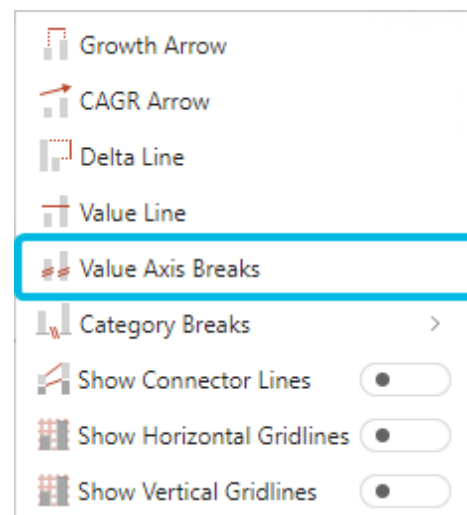 Growth Arrow
CAGR Arrow
Delta Line
Value Line
Value Axis Breaks
Category Breaks
Show Connector Lines
Show Horizontal Gridlines
Show Vertical Gridlines